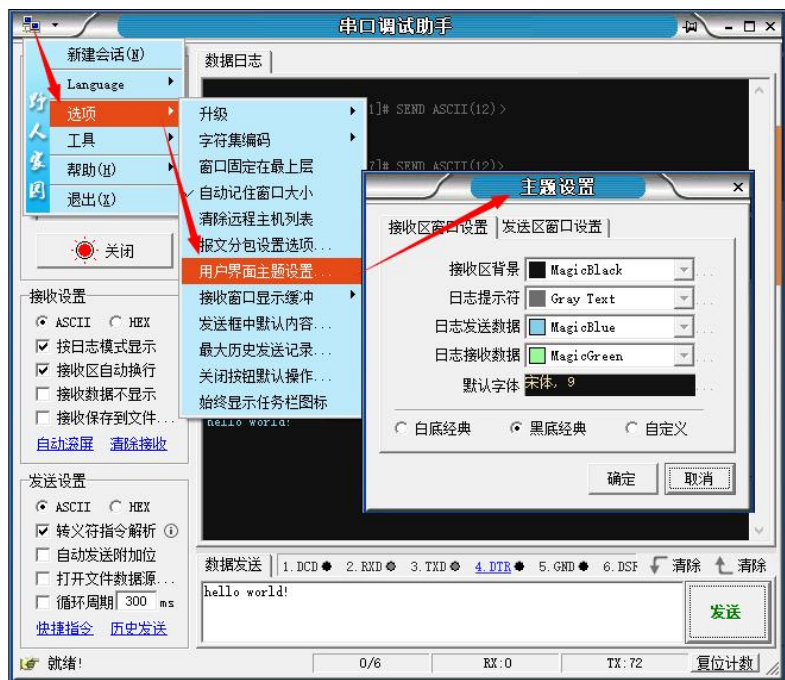 串口调试助手
新建会话(N)
Language
选项
工具
帮助(H)
退出(X)
野人家园
关闭
数据日志
1]# SEND ASCII(12)>
7]# SEND ASCII(12)>
升级
字符集编码
窗口固定在最上层
自动记住窗口大小
清除远程主机列表
报文分包设置选项...
用户界面主题设置...
接收窗口显示缓冲
发送框中默认内容...
最大历史发送记录...
关闭按钮默认操作...
始终显示任务栏图标
hello world!
主题设置
接收区窗口设置 发送区窗口设置
接收区背景 MagicBlack ...
日志提示符 Gray Text ...
日志发送数据 MagicBlue ...
日志接收数据 MagicGreen ...
默认字体 宋体, 9 ...
白底经典 黑底经典 自定义
确定 取消
接收设置
ASCII HEX
按日志模式显示
接收区自动换行
接收数据不显示
接收保存到文件...
自动滚屏 清除接收
发送设置
ASCII HEX
转义符指令解析
自动发送附加位
打开文件数据源...
循环周期 300 ms
快捷指令 历史发送
数据发送 1.DCD 2.RXD 3.TXD 4.DTR 5.GND 6.DSR 清除 清除
hello world!
发送
就绪! 0/6 RX:0 TX:72 复位计数